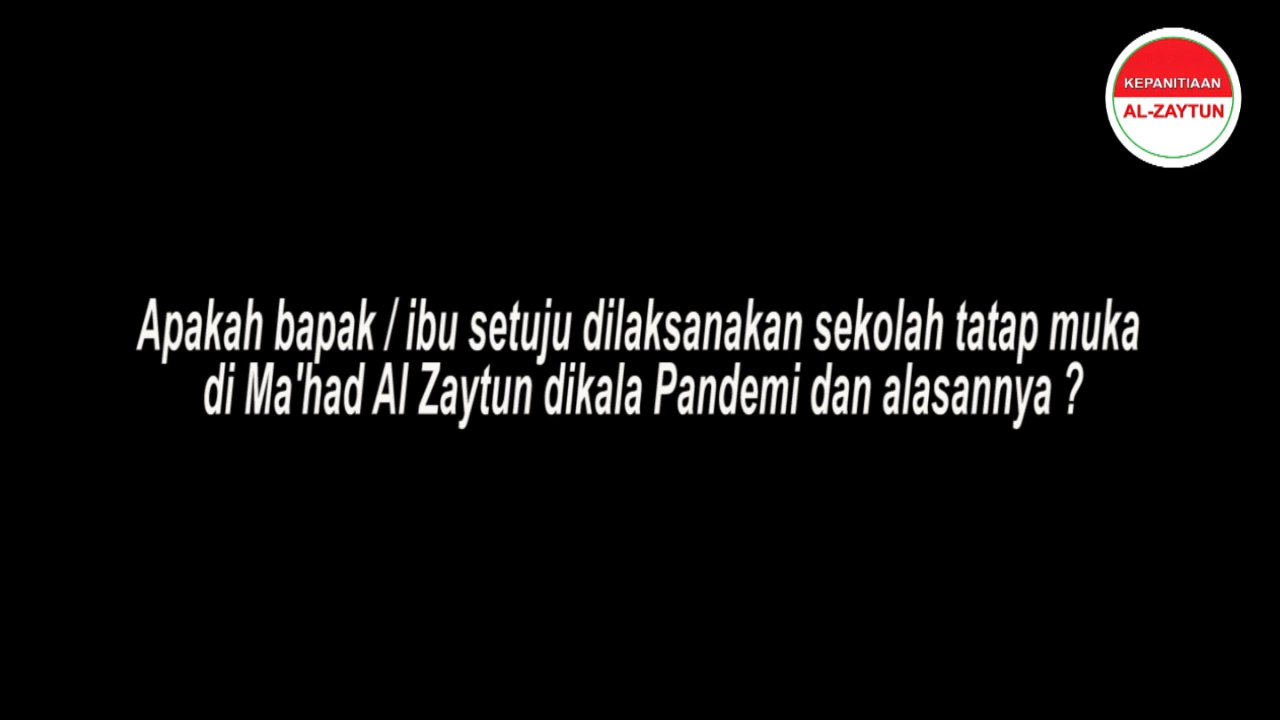 KEPANITIAAN
AL-ZAYTUN
Apakah bapak / ibu setuju dilaksanakan sekolah tatap muka
di Ma'had Al Zaytun dikala Pandemi dan alasannya ?